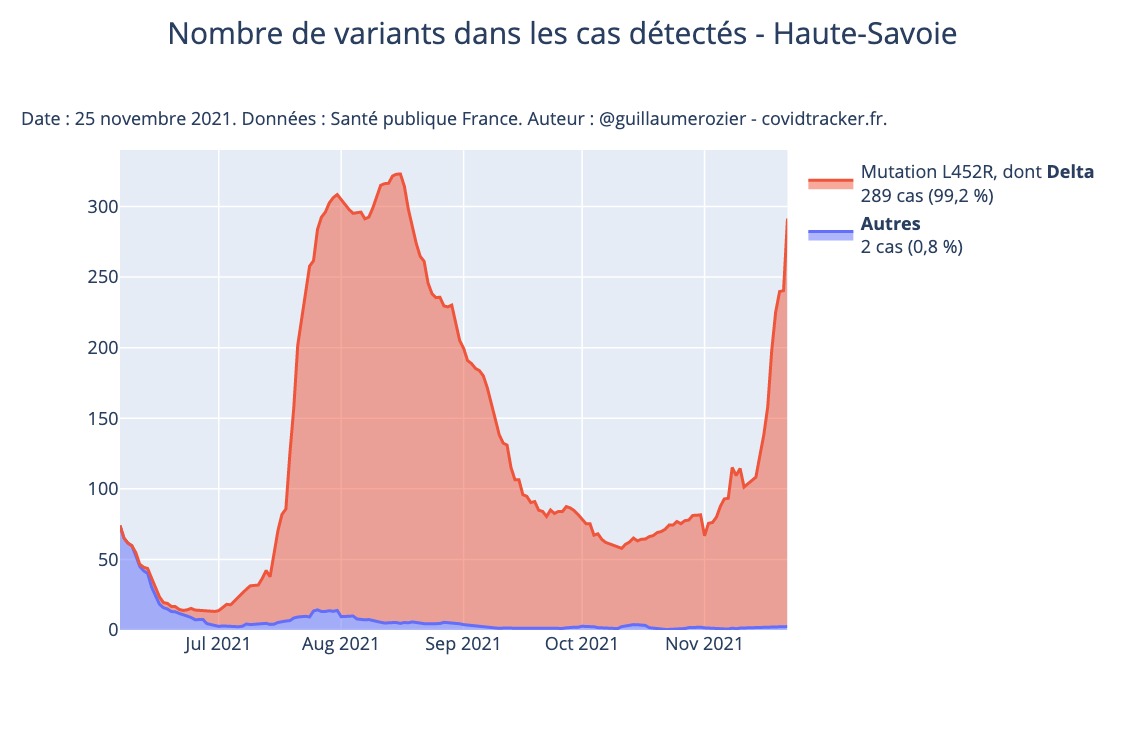 Nombre de variants dans les cas détectés - Haute-Savoie
Date : 25 novembre 2021. Données : Santé publique France. Auteur : @guillaumerozier - covidtracker.fr.
Mutation L452R, dont Delta
289 cas (99,2 %)
Autres
2 cas (0,8 %)
300
250
200
150
100
50
0
Jul 2021 Aug 2021 Sep 2021 Oct 2021 Nov 2021